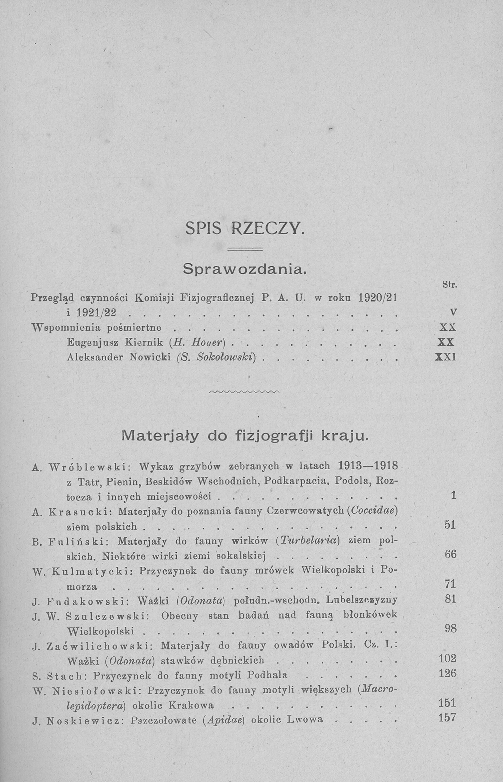 SPIS RZECZY.
Sprawozdania.
Str.
Przegląd czynności Komisji Fizjograficznej P. A. U. w roku 1920/21
i 1921/22 . . . . . . . . . . . . . . . . . . . V
Wspomnienia pośmiertne . . . . . . . . . . . . . . . . XX
Eugenjusz Kiernik (H. Hoyer) . . . . . . . . . . . . XX
Aleksander Nowicki (S. Sokołowski) . . . . . . . . . . XXI
Materjały do fizjografji kraju.
A. Wróblewski: Wykaz grzybów zebranych w latach 1913—1918
z Tatr, Pienin, Beskidów Wschodnich, Podkarpacia, Podola, Roz-
tocza i innych miejscowości . . . . . . . . . . . . . 1
A. Krasucki: Materjały do poznania fauny Czerwcowatych (Coccidae)
ziem polskich . . . . . . . . . . . . . . . . . . 51
B. Fuliński: Materjały do fauny wirków (Turbelaria) ziem pol-
skich. Niektóre wirki ziemi sokalskiej . . . . . . . . . 66
W. Kulmatycki: Przyczynek do fauny mrówek Wielkopolski i Po-
morza . . . . . . . . . . . . . . . . . . . . 71
J. Fudakowski: Ważki (Odonata) połudn.-wschodn. Lubelszczyzny 81
J. W. Szulczewski: Obecny stan badań nad fauną błonkówek
Wielkopolski . . . . . . . . . . . . . . . . . . 98
J. Zaćwilichowski: Materjały do fauny owadów Polski. Cz. I.:
Ważki (Odonata) stawków dębnickich . . . . . . . . . . 102
S. Stach: Przyczynek do fauny motyli Podhala . . . . . . . 126
W. Niesiołowski: Przyczynek do fauny motyli większych (Macro-
lepidoptera) okolic Krakowa . . . . . . . . . . . . 151
J. Noskiewicz: Pszczołowate (Apidae) okolic Lwowa . . . . . 157